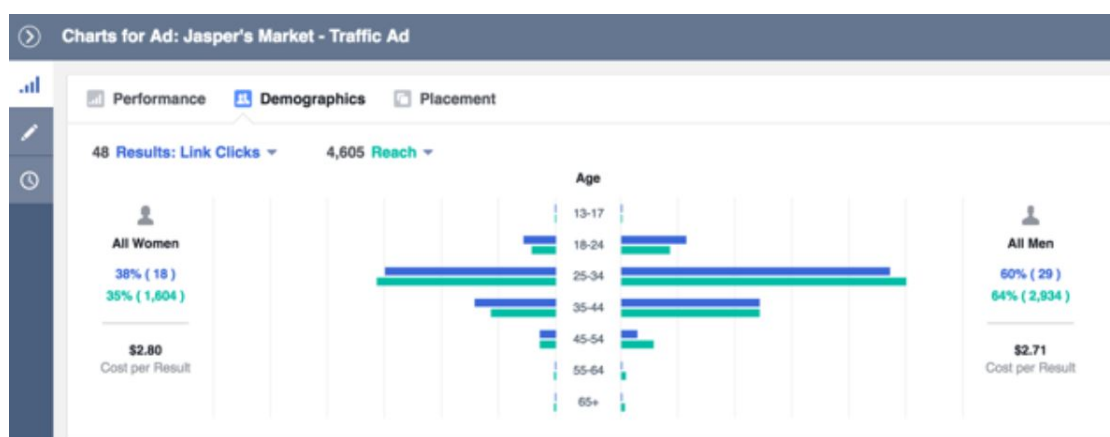 Charts for Ad: Jasper's Market - Traffic Ad
Performance Demographics Placement
48 Results: Link Clicks 4,605 Reach
Age
13-17
All Women 18-24 All Men
38% ( 18 ) 25-34 60% ( 29 )
35% ( 1,604 ) 64% ( 2,934 )
35-44
$2.80 45-54 $2.71
Cost per Result 55-64 Cost per Result
65+